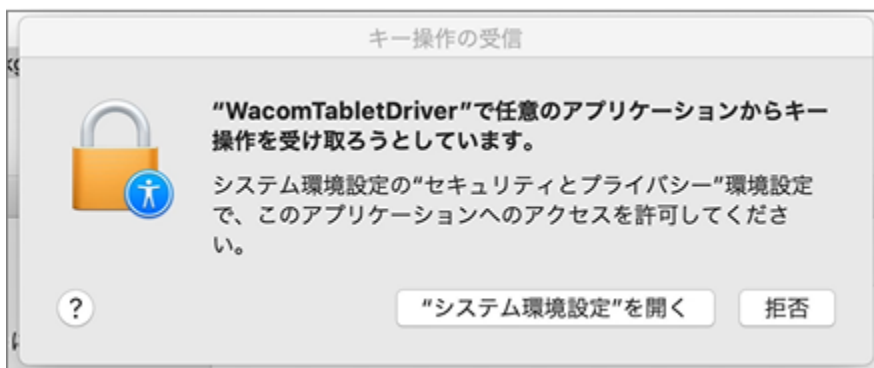 キー操作の受信
“WacomTabletDriver”で任意のアプリケーションからキー
操作を受け取ろうとしています。
システム環境設定の“セキュリティとプライバシー”環境設定
で、このアプリケーションへのアクセスを許可してくださ
い。
?
“システム環境設定”を開く
拒否